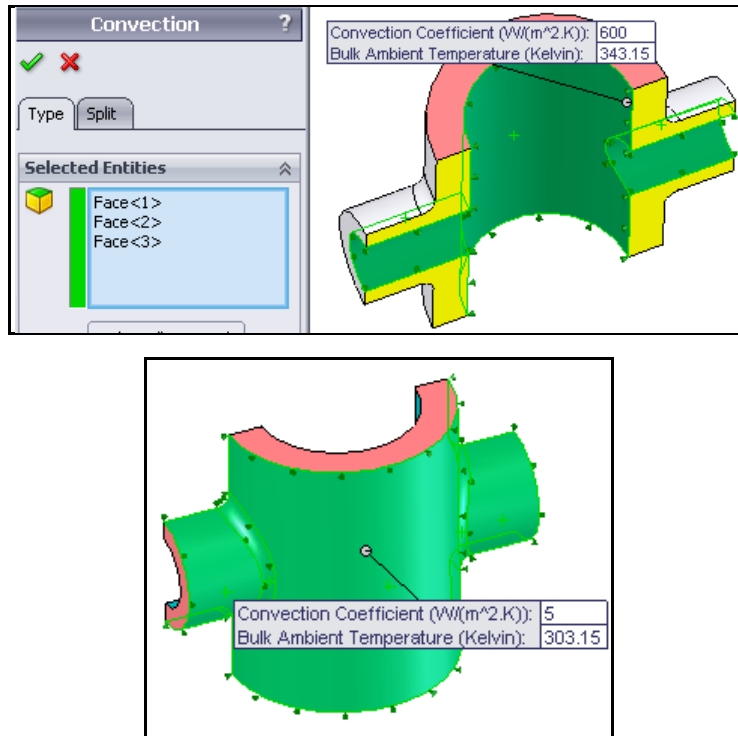 Convection ?
Type Split
Selected Entities
Face<1>
Face<2>
Face<3>
Convection Coefficient (W/(m^2.K)): 600
Bulk Ambient Temperature (Kelvin): 343.15
Convection Coefficient (W/(m^2.K)): 5
Bulk Ambient Temperature (Kelvin): 303.15